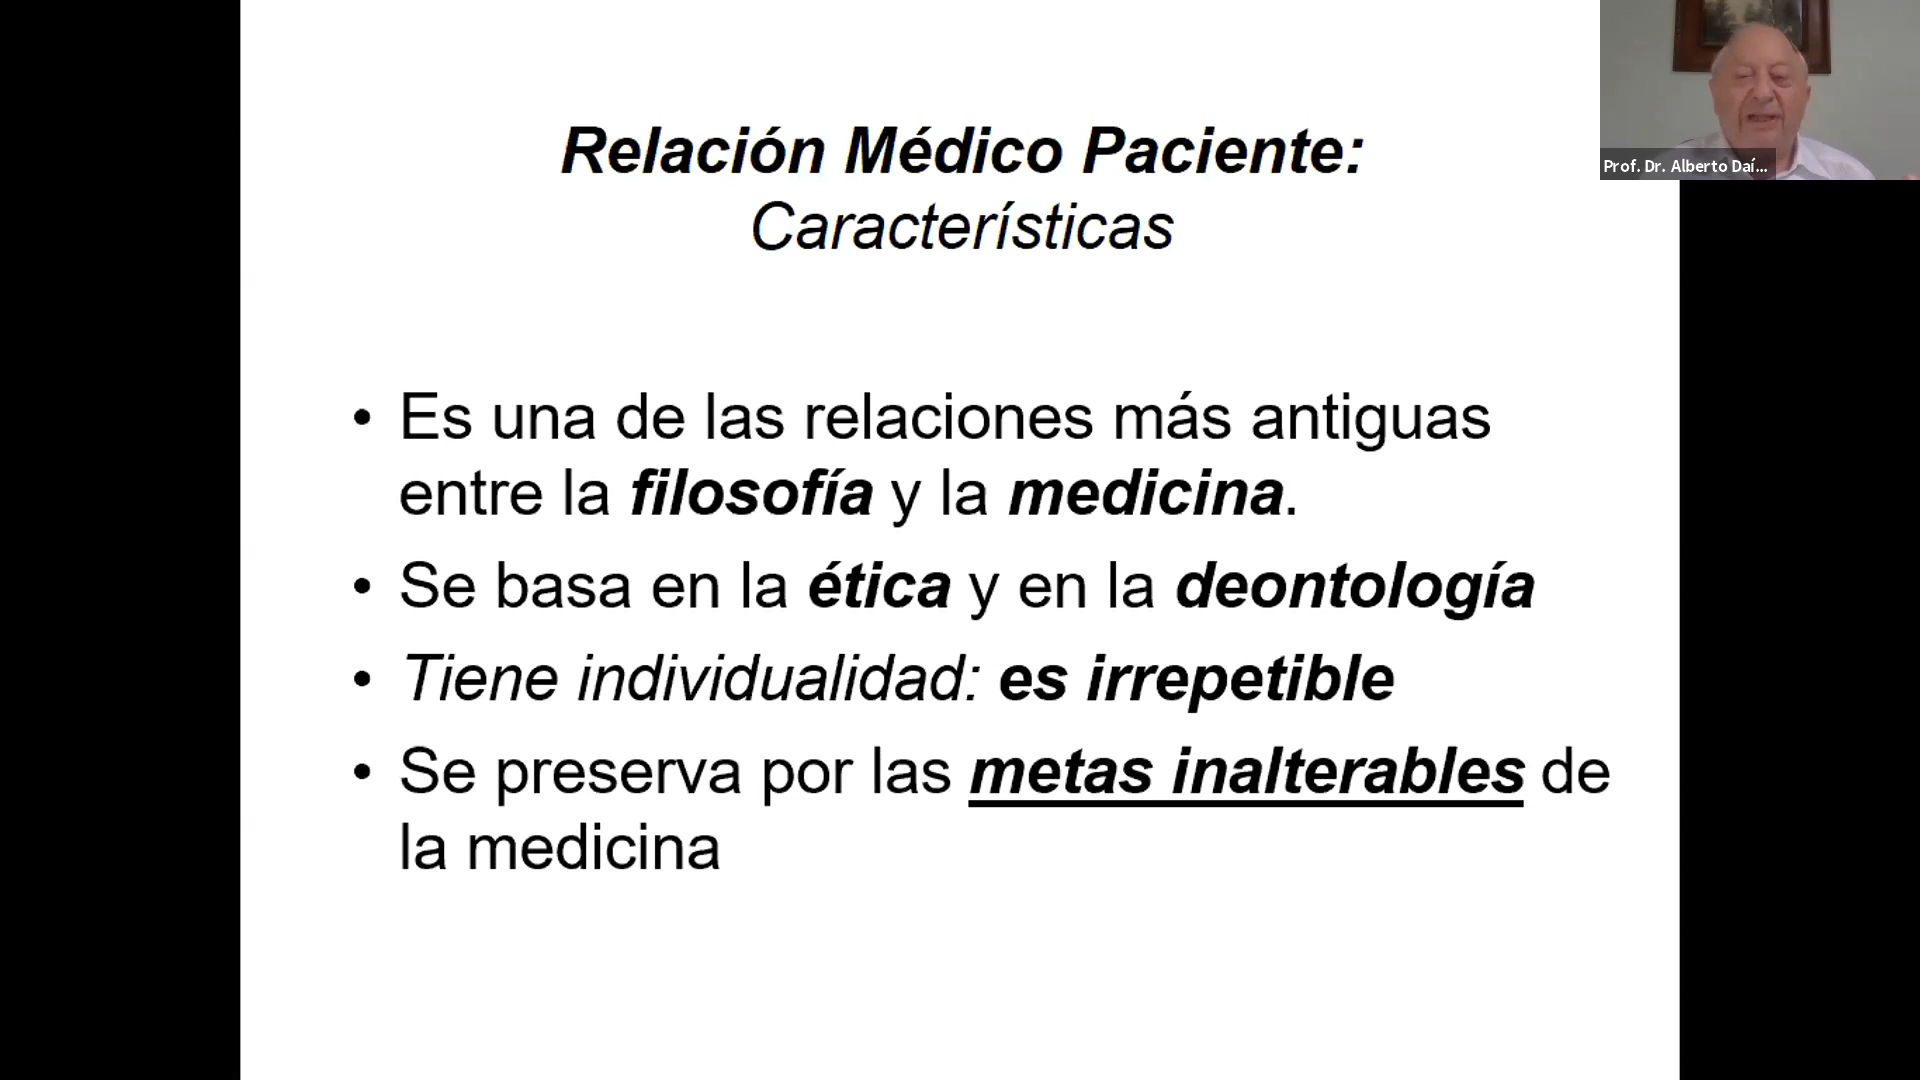 Relación Médico Paciente:
Características
• Es una de las relaciones más antiguas
entre la filosofía y la medicina.
• Se basa en la ética y en la deontología
• Tiene individualidad: es irrepetible
• Se preserva por las metas inalterables de
la medicina
Prof. Dr. Alberto Daí...